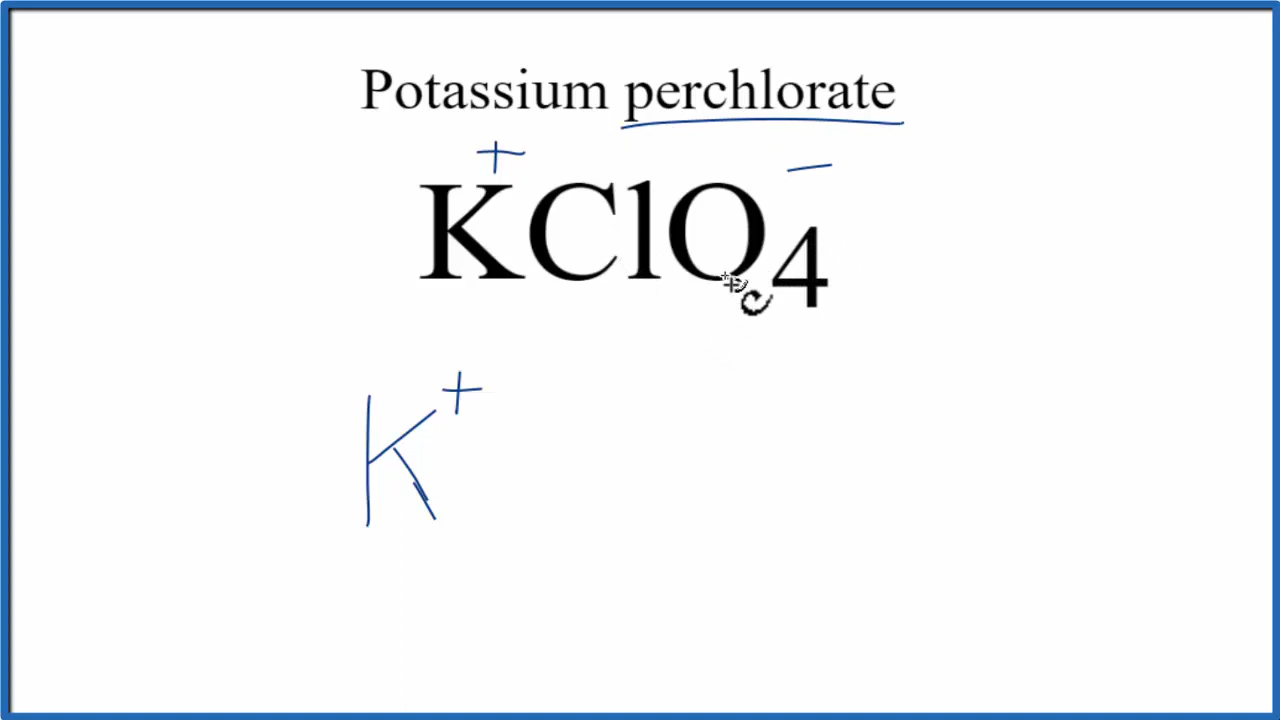 Potassium perchlorate
+ −
KClO₄
K⁺